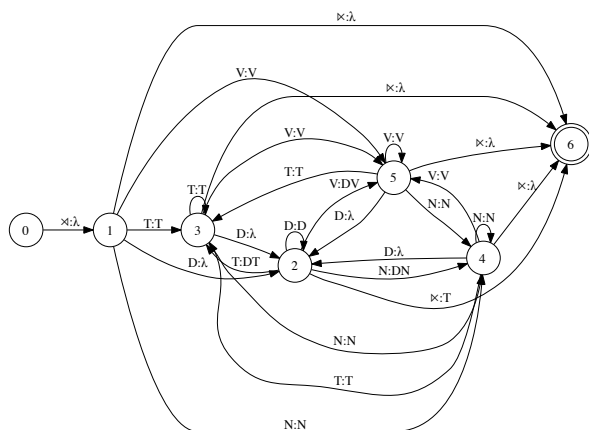 ⋉:λ
V:V
⋉:λ
V:V
V:V
6
T:T
⋉:λ
T:T
5
V:V
V:DV
N:N
⋉:λ
D:λ
0
⋊:λ
1
T:T
3
D:λ
D:D
N:N
D:λ
T:DT
2
D:λ
N:DN
4
⋉:T
N:N
T:T
N:N